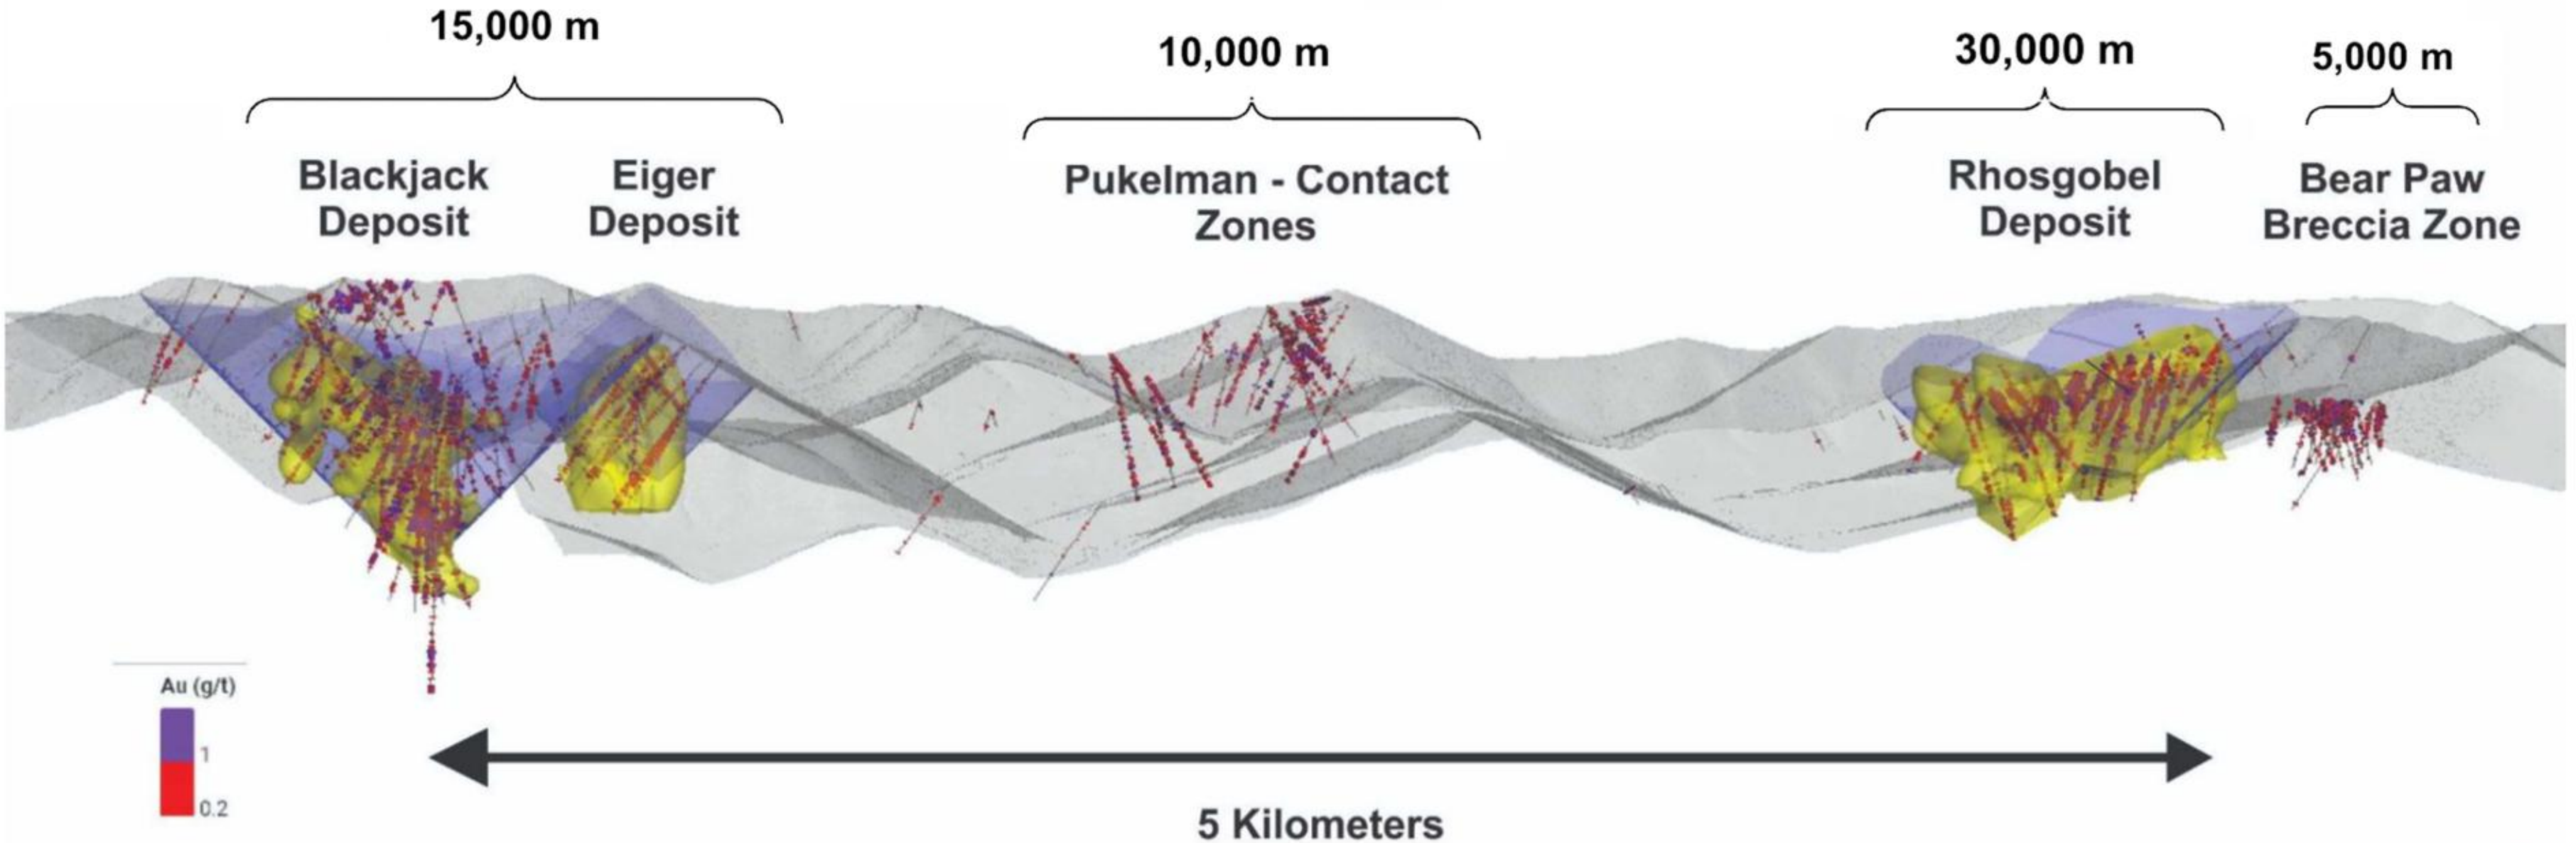 15,000 m
10,000 m
30,000 m
5,000 m
Blackjack
Deposit
Eiger
Deposit
Pukelman - Contact
Zones
Rhosgobel
Deposit
Bear Paw
Breccia Zone
Au (g/t)
1
0.2
5 Kilometers